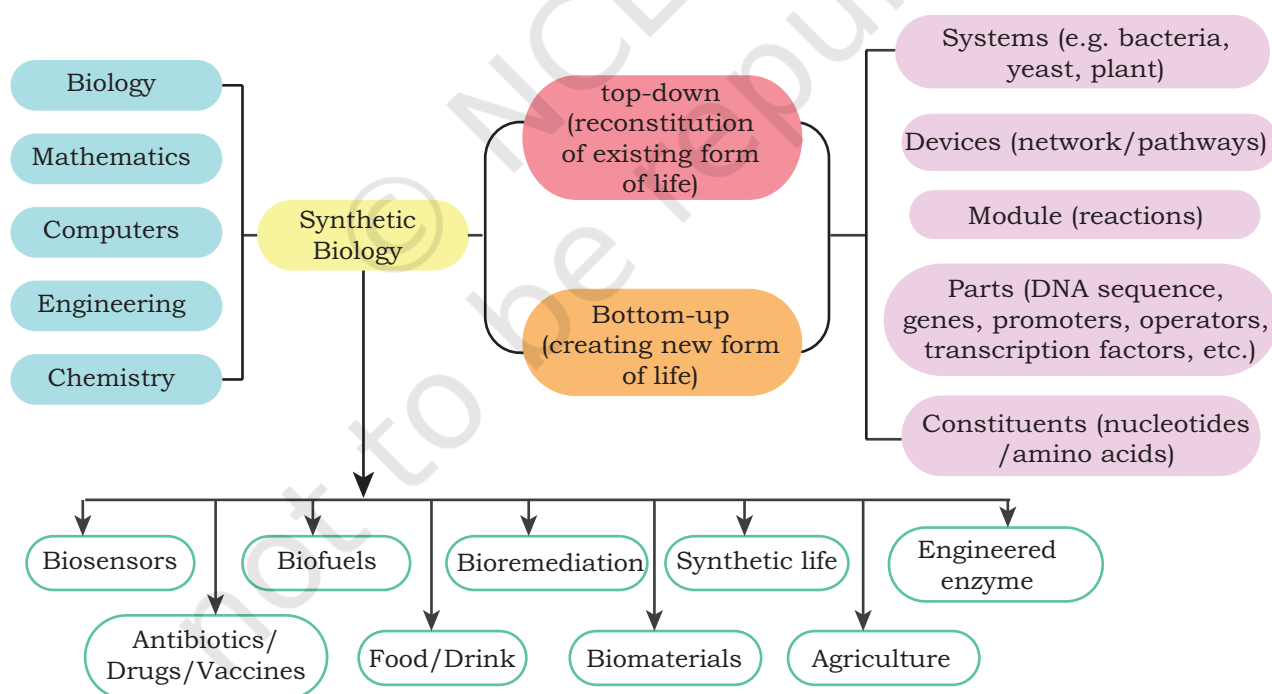 Biology
Mathematics
Computers
Engineering
Chemistry
Synthetic
Biology
top-down
(reconstitution
of existing form
of life)
Bottom-up
(creating new form
of life)
Systems (e.g. bacteria,
yeast, plant)
Devices (network/pathways)
Module (reactions)
Parts (DNA sequence,
genes, promoters, operators,
transcription factors, etc.)
Constituents (nucleotides
/amino acids)
Biosensors
Biofuels
Bioremediation
Synthetic life
Engineered
enzyme
Antibiotics/
Drugs/Vaccines
Food/Drink
Biomaterials
Agriculture
©
not to be